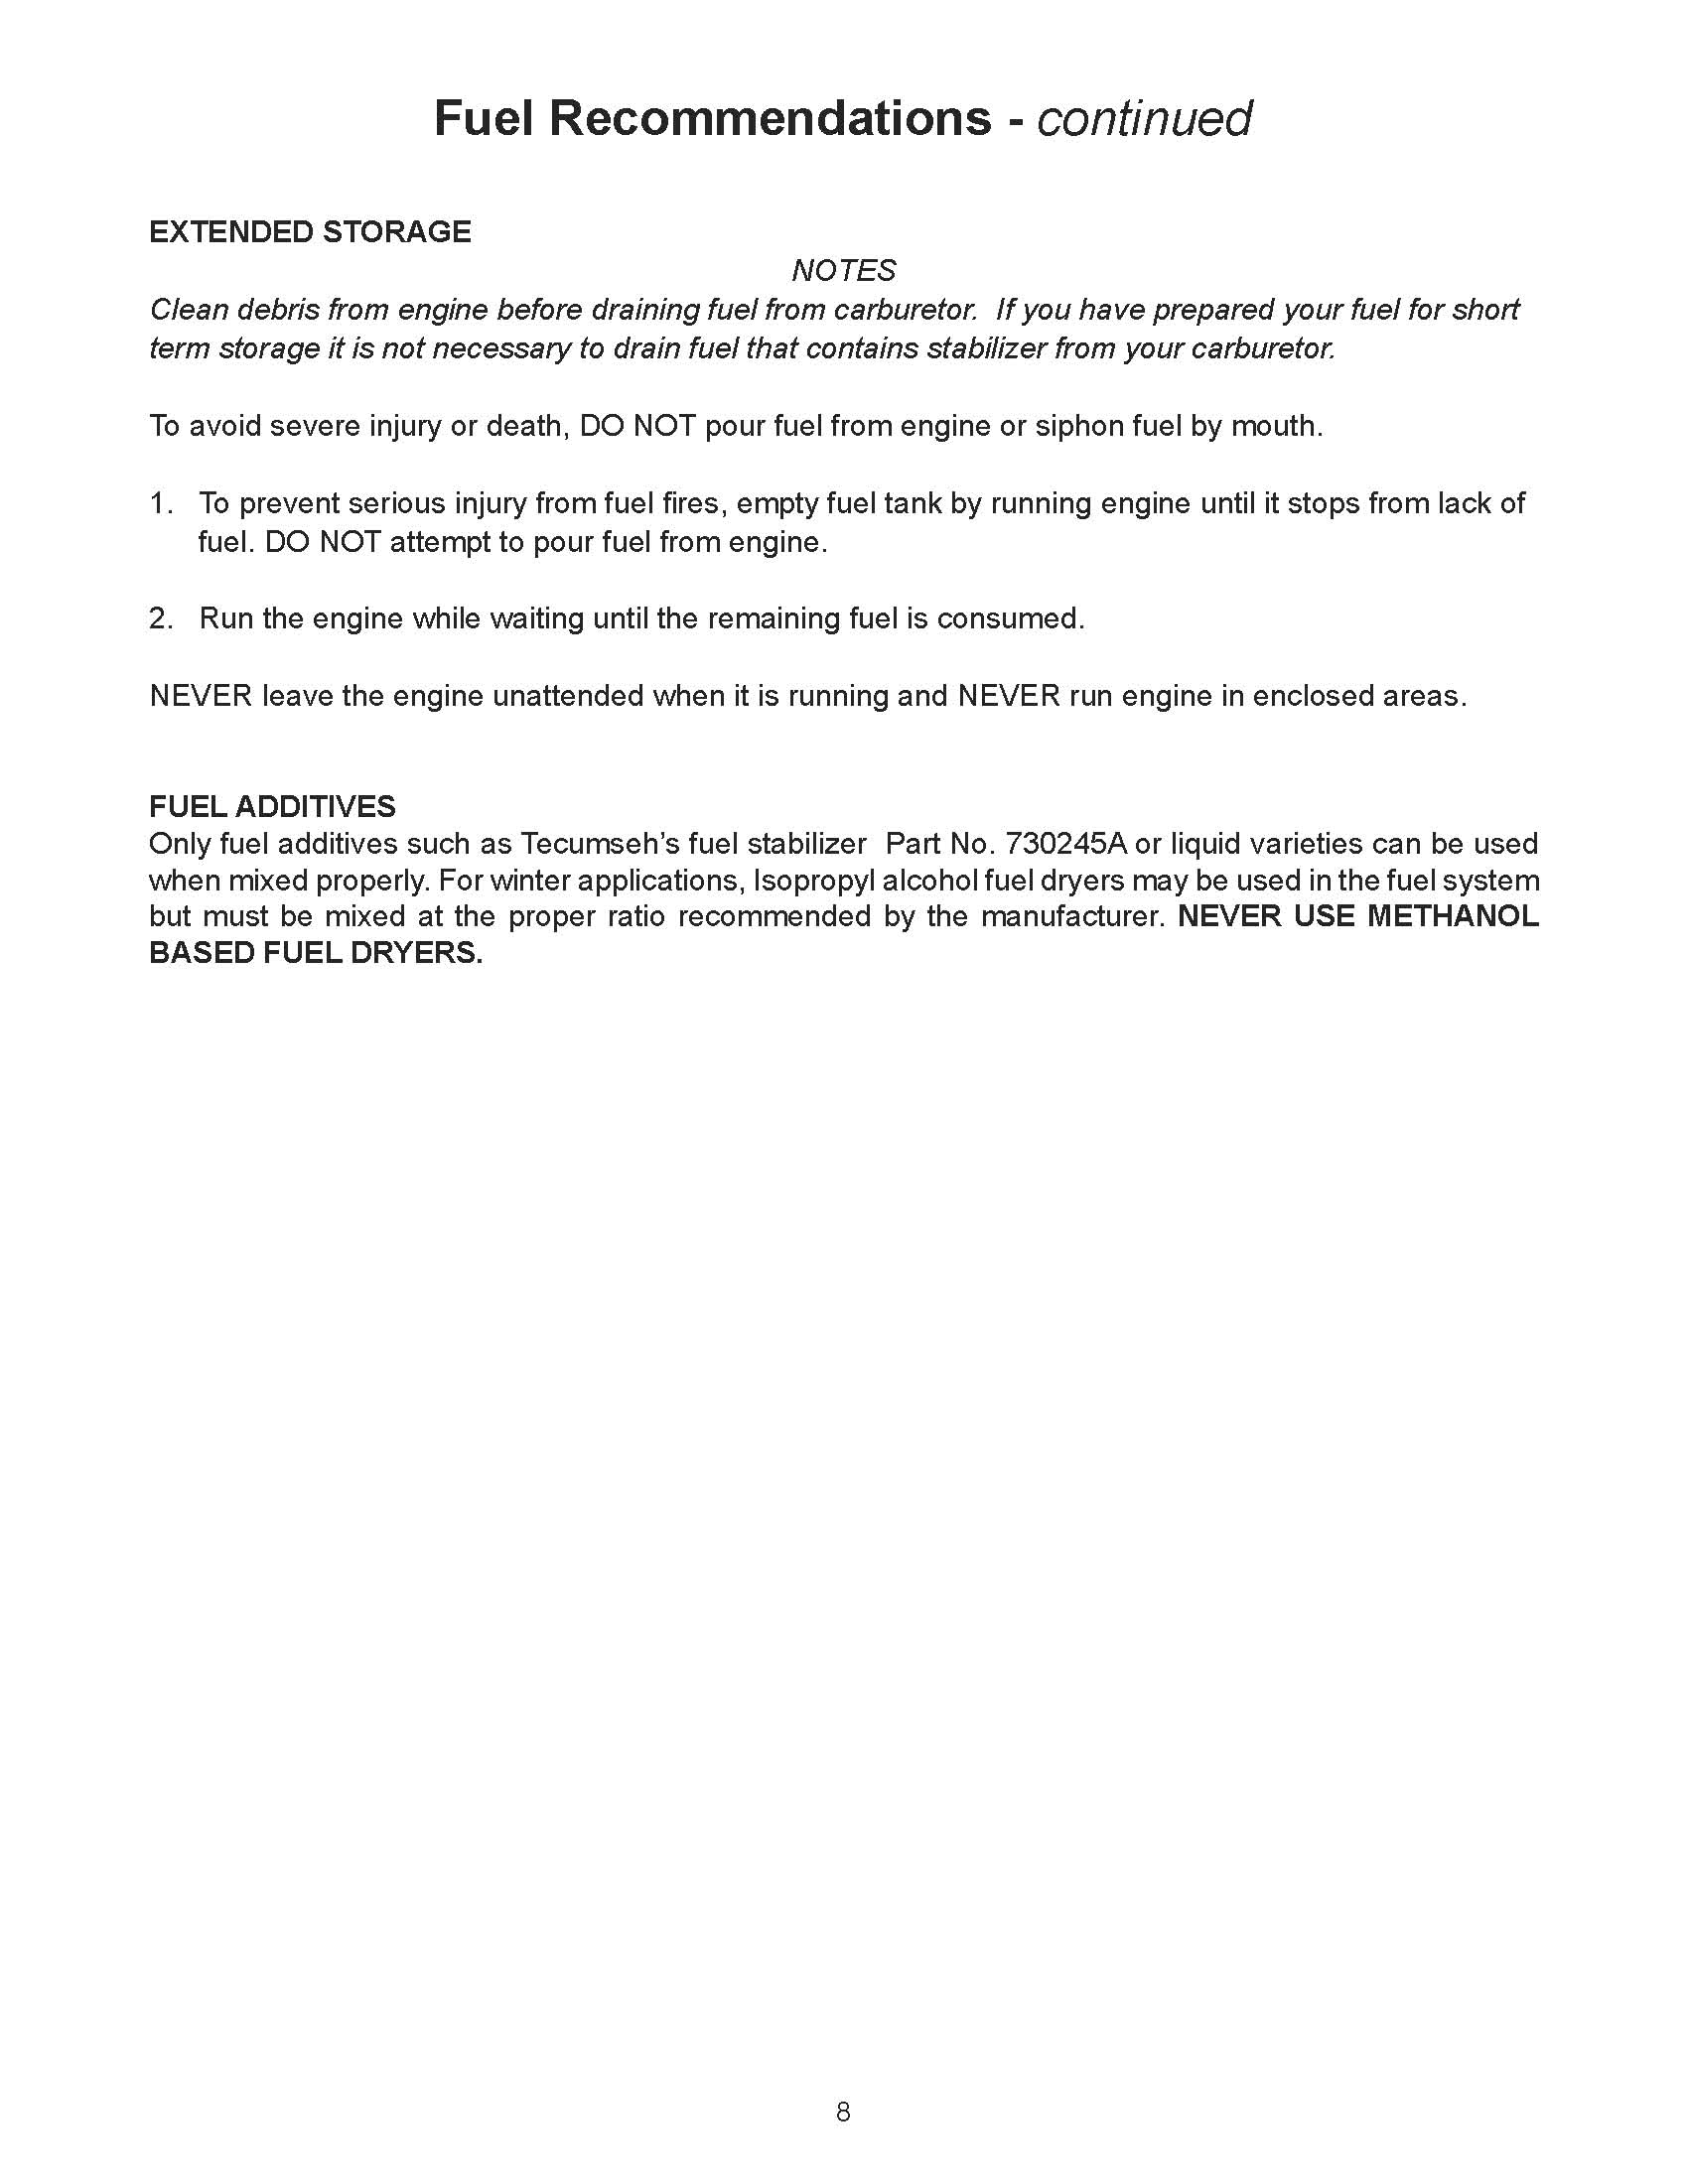 Fuel Recommendations - continued
EXTENDED STORAGE
NOTES
Clean debris from engine before draining fuel from carburetor.  If you have prepared your fuel for short
term storage it is not necessary to drain fuel that contains stabilizer from your carburetor.
To avoid severe injury or death, DO NOT pour fuel from engine or siphon fuel by mouth.
1. To prevent serious injury from fuel fires, empty fuel tank by running engine until it stops from lack of
fuel. DO NOT attempt to pour fuel from engine.
2. Run the engine while waiting until the remaining fuel is consumed.
NEVER leave the engine unattended when it is running and NEVER run engine in enclosed areas.
FUEL ADDITIVES
Only fuel additives such as Tecumseh’s fuel stabilizer  Part No. 730245A or liquid varieties can be used
when mixed properly. For winter applications, Isopropyl alcohol fuel dryers may be used in the fuel system
but must be mixed at the proper ratio recommended by the manufacturer. NEVER USE METHANOL
BASED FUEL DRYERS.
8